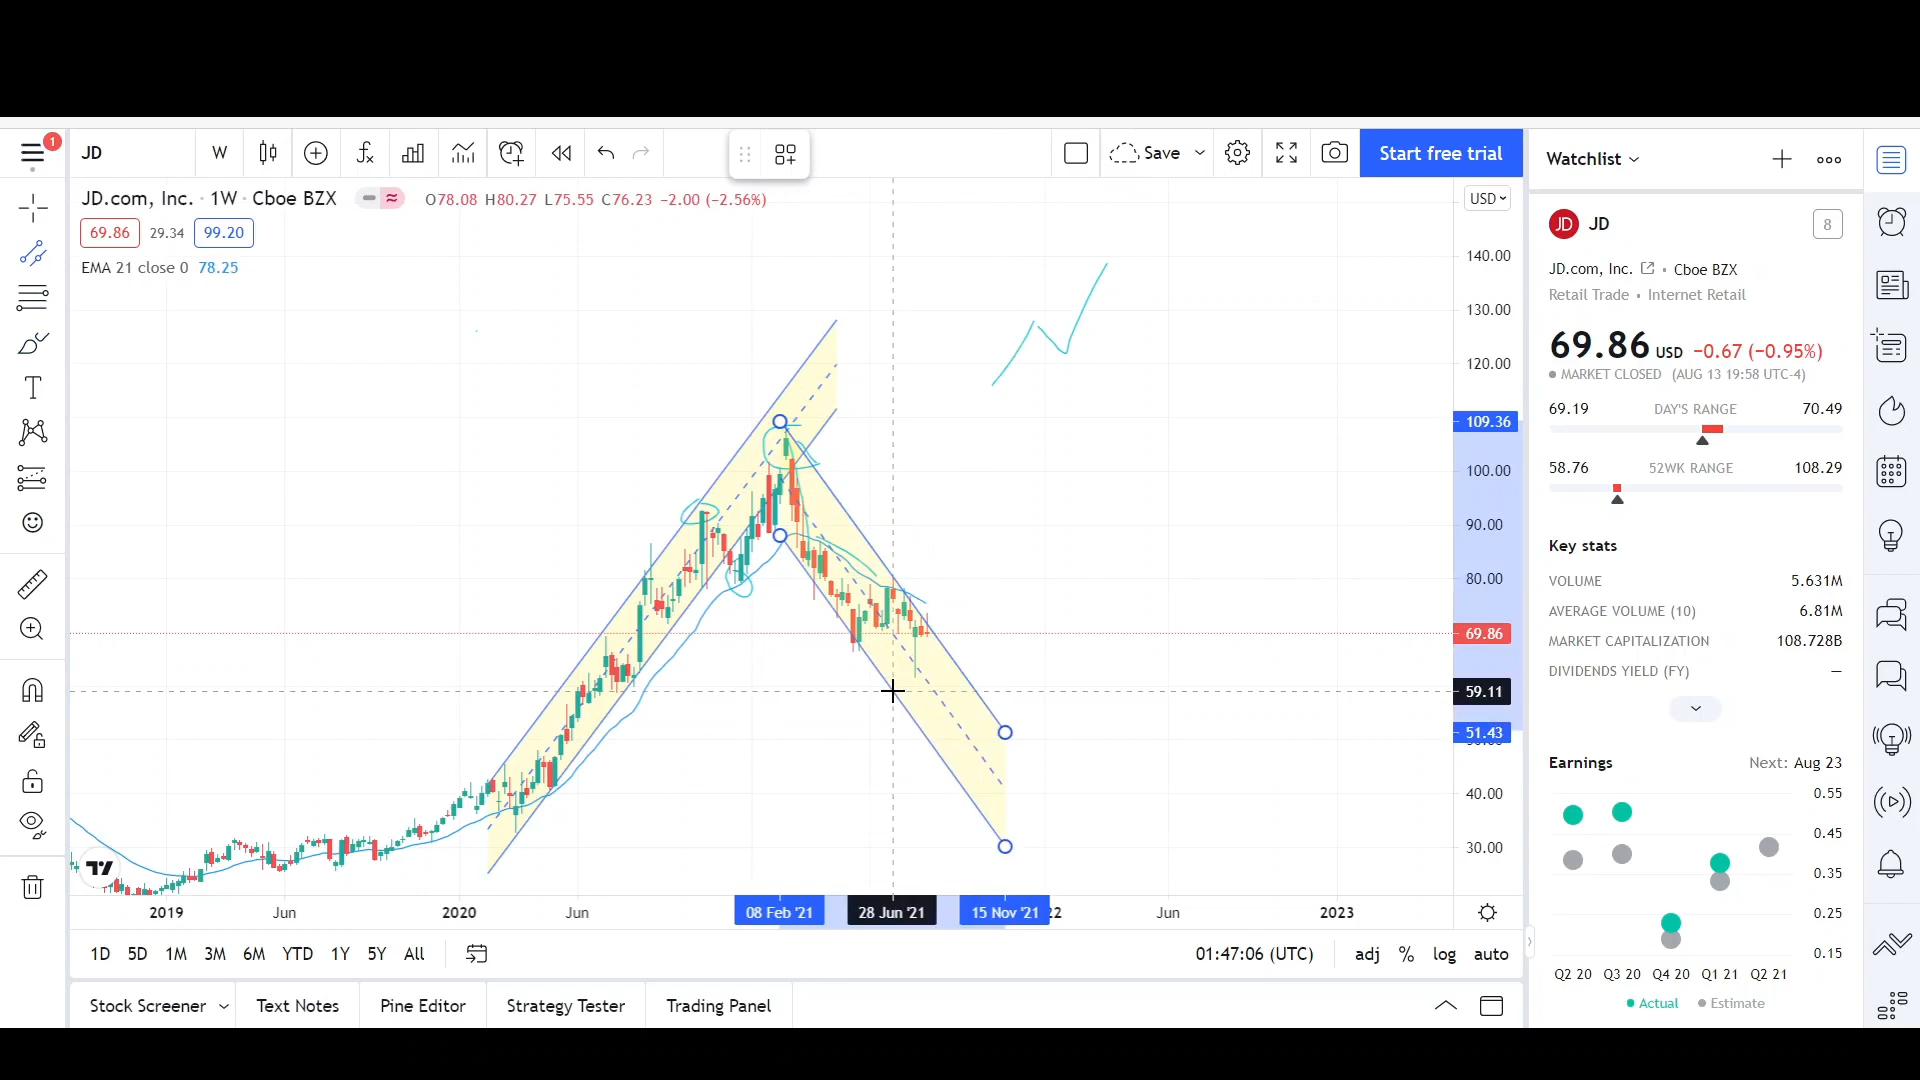 1
JD
W
Save
Start free trial
Watchlist
JD.com, Inc. · 1W · Cboe BZX
O78.08 H80.27 L75.55 C76.23 −2.00 (−2.56%)
USD
69.86 29.34 99.20
EMA 21 close 0 78.25
140.00
130.00
120.00
109.36
100.00
90.00
80.00
69.86
59.11
51.43
40.00
30.00
2019
Jun
2020
Jun
08 Feb '21
28 Jun '21
15 Nov '21
22
Jun
2023
1D 5D 1M 3M 6M YTD 1Y 5Y All
01:47:06 (UTC)
adj % log auto
Stock Screener
Text Notes
Pine Editor
Strategy Tester
Trading Panel
JD
JD
8
JD.com, Inc. · Cboe BZX
Retail Trade • Internet Retail
69.86 USD −0.67 (−0.95%)
MARKET CLOSED (AUG 13 19:58 UTC-4)
69.19 DAY'S RANGE 70.49
58.76 52WK RANGE 108.29
Key stats
VOLUME 5.631M
AVERAGE VOLUME (10) 6.81M
MARKET CAPITALIZATION 108.728B
DIVIDENDS YIELD (FY) —
Earnings Next: Aug 23
0.55
0.45
0.35
0.25
0.15
Q2 20 Q3 20 Q4 20 Q1 21 Q2 21
Actual Estimate